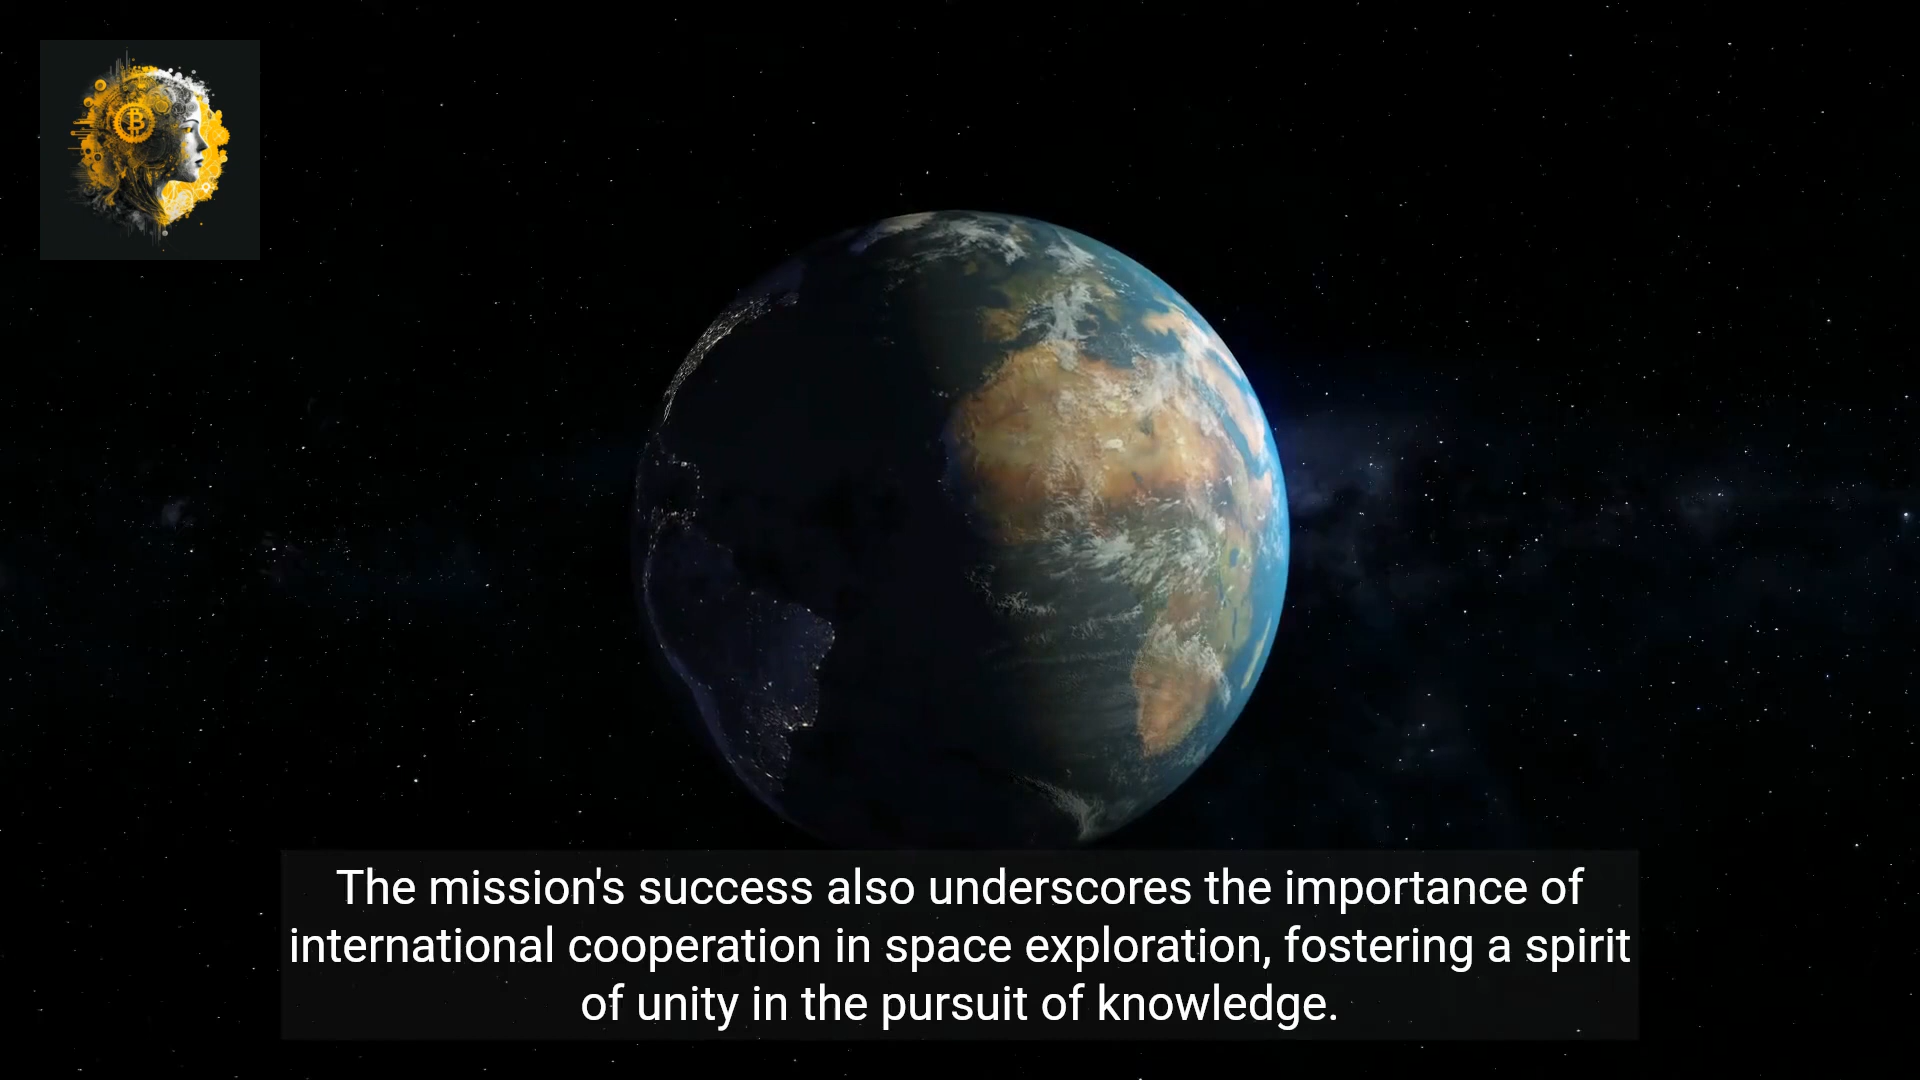 ₿
The mission's success also underscores the importance of
international cooperation in space exploration, fostering a spirit
of unity in the pursuit of knowledge.